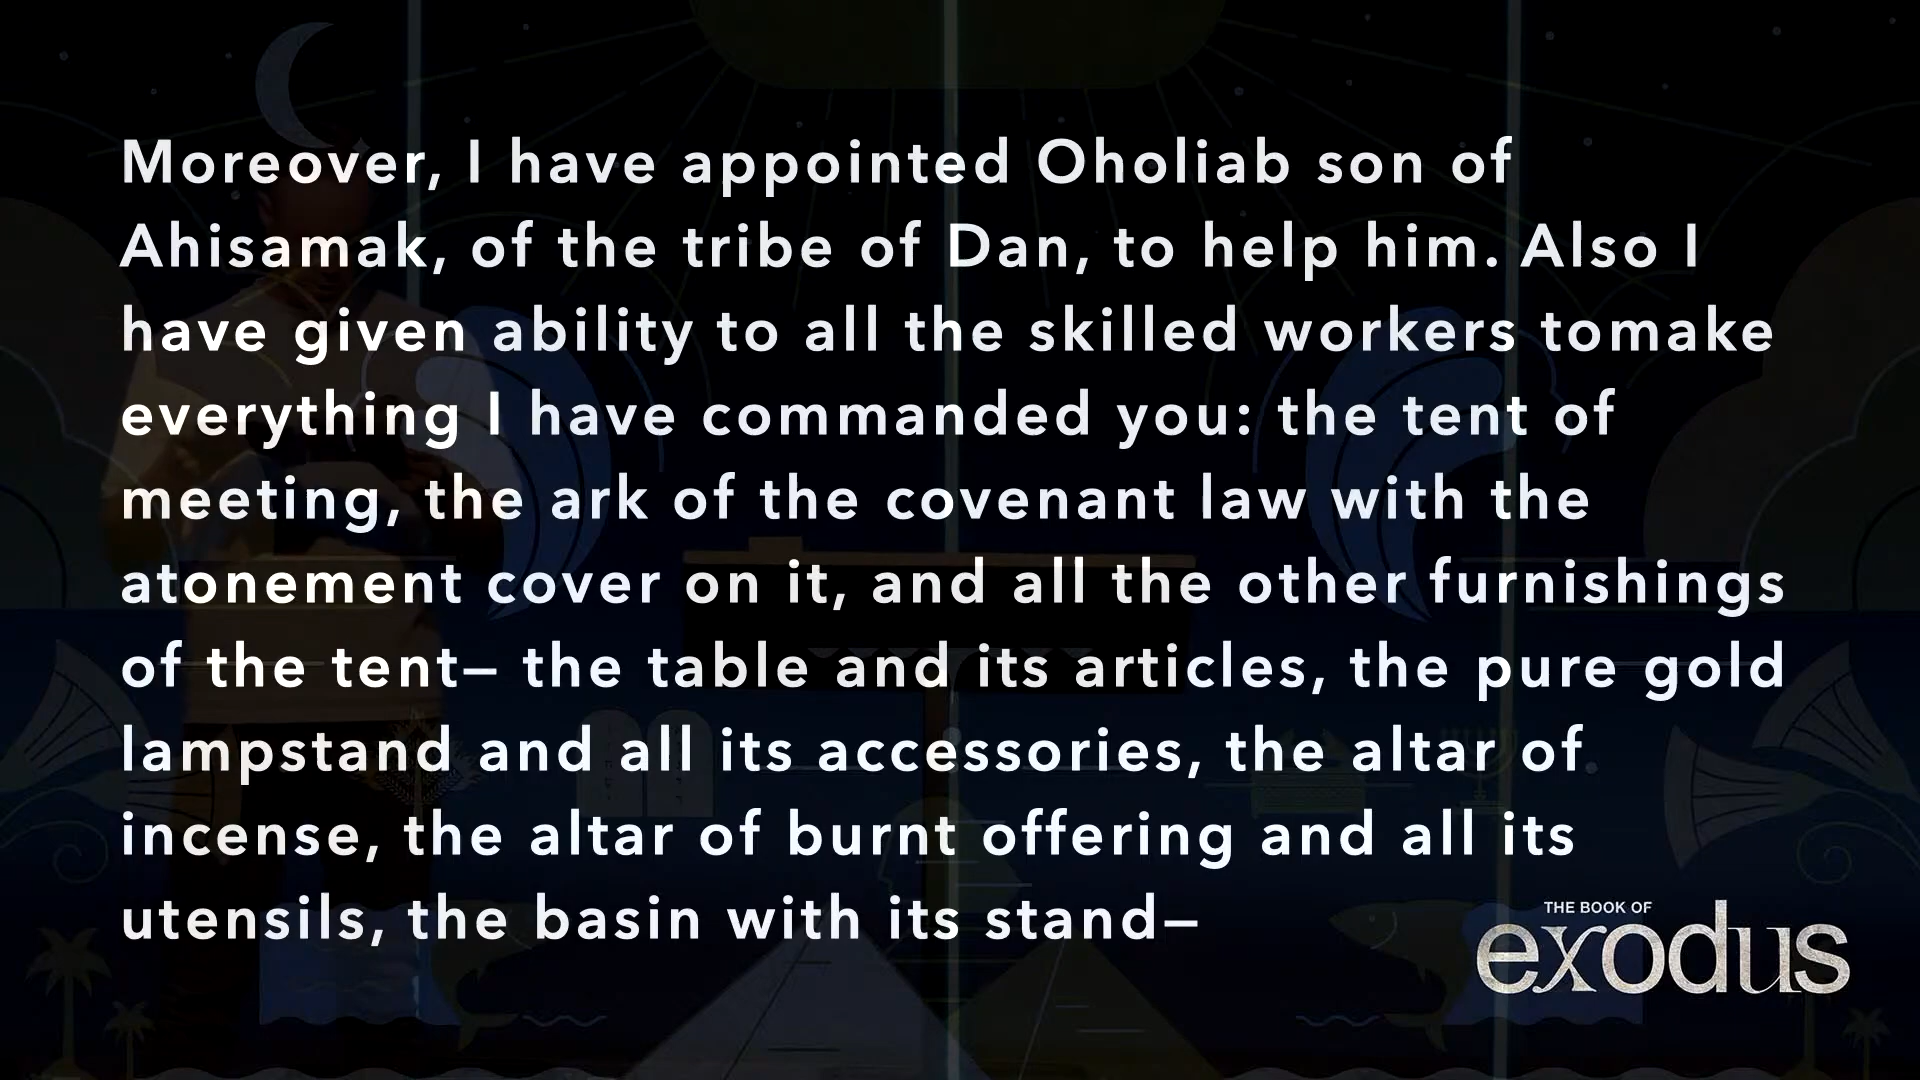 Moreover, I have appointed Oholiab son of
Ahisamak, of the tribe of Dan, to help him. Also I
have given ability to all the skilled workers tomake
everything I have commanded you: the tent of
meeting, the ark of the covenant law with the
atonement cover on it, and all the other furnishings
of the tent– the table and its articles, the pure gold
lampstand and all its accessories, the altar of
incense, the altar of burnt offering and all its
utensils, the basin with its stand–
THE BOOK OF
exodus